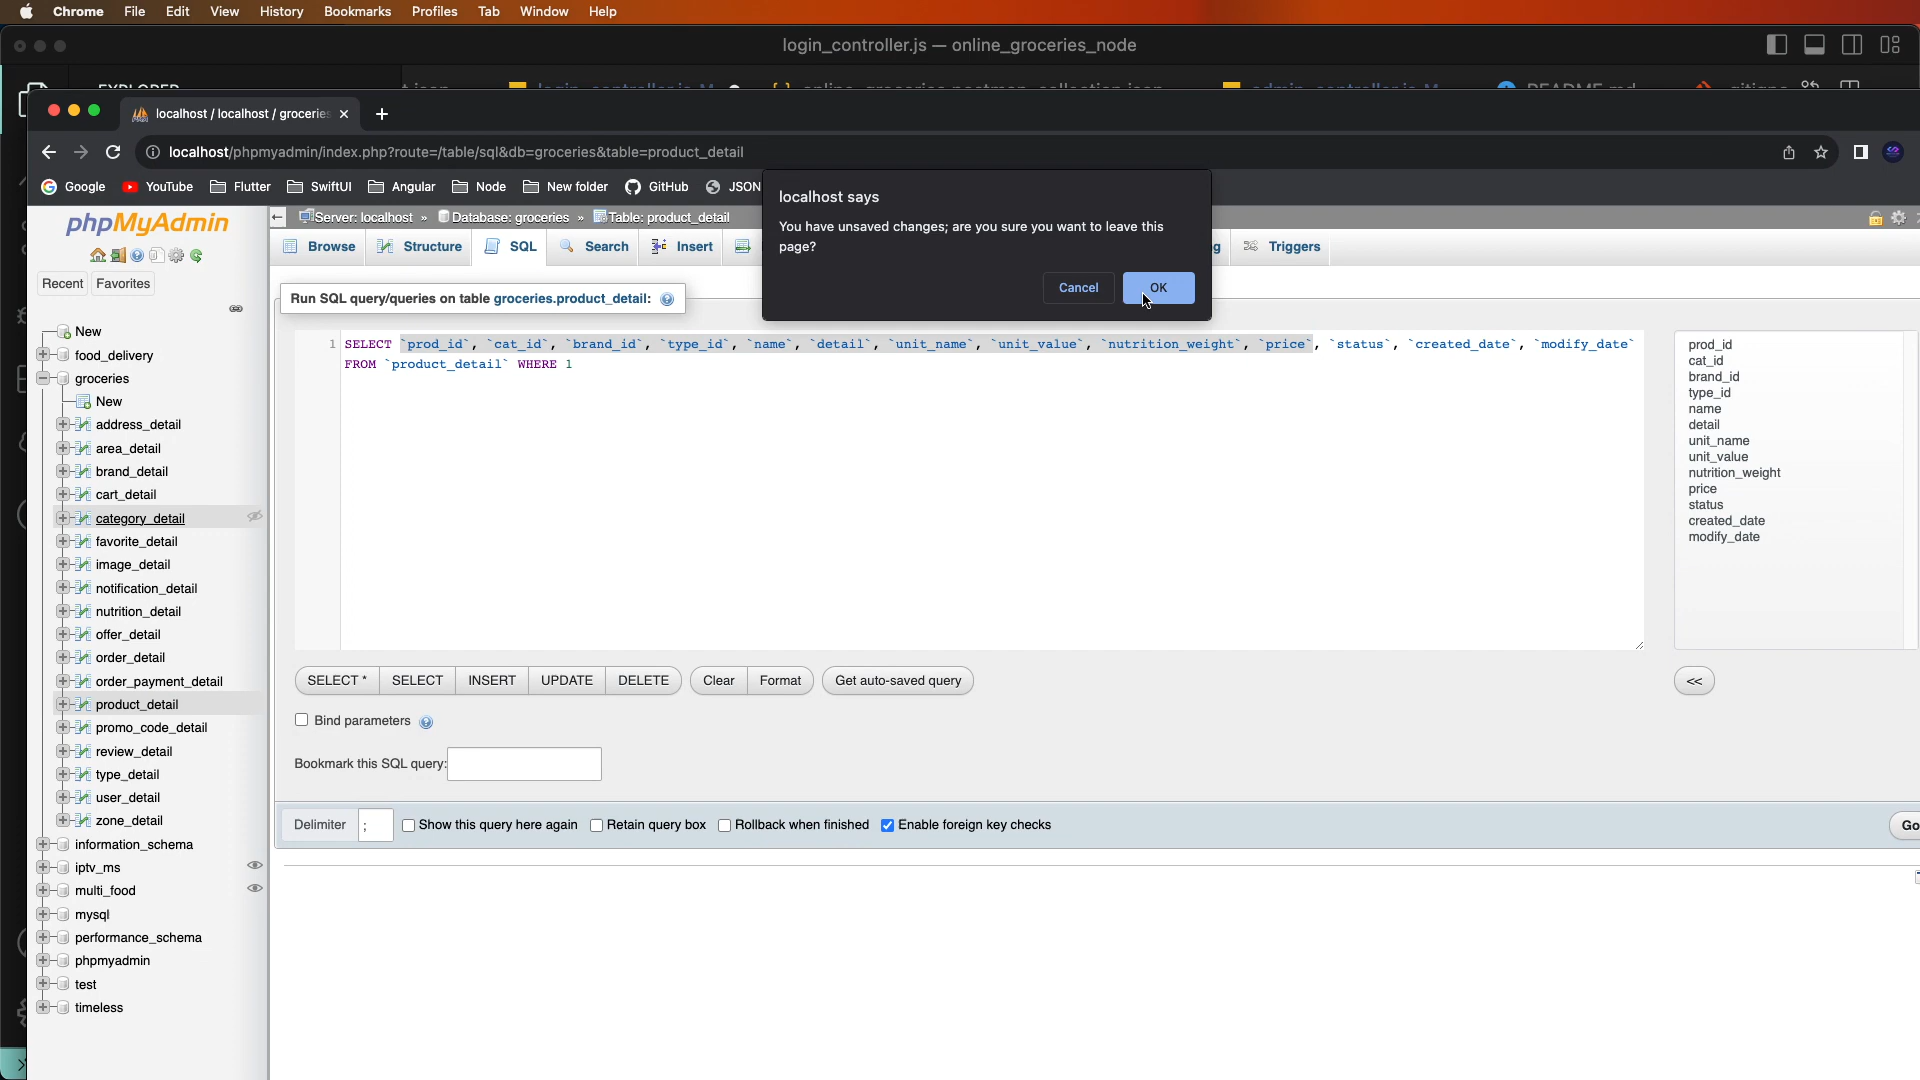 Chrome File Edit View History Bookmarks Profiles Tab Window Help
login_controller.js — online_groceries_node
localhost / localhost / groceries
localhost/phpmyadmin/index.php?route=/table/sql&db=groceries&table=product_detail
Google YouTube Flutter SwiftUI Angular Node New folder GitHub JSON
localhost says
You have unsaved changes; are you sure you want to leave this
page?
Cancel OK
phpMyAdmin
Recent Favorites
New
food_delivery
groceries
New
address_detail
area_detail
brand_detail
cart_detail
category_detail
favorite_detail
image_detail
notification_detail
nutrition_detail
offer_detail
order_detail
order_payment_detail
product_detail
promo_code_detail
review_detail
type_detail
user_detail
zone_detail
information_schema
iptv_ms
multi_food
mysql
performance_schema
phpmyadmin
test
timeless
Server: localhost » Database: groceries » Table: product_detail
Browse Structure SQL Search Insert Triggers
Run SQL query/queries on table groceries.product_detail:
1 SELECT `prod_id`, `cat_id`, `brand_id`, `type_id`, `name`, `detail`, `unit_name`, `unit_value`, `nutrition_weight`, `price`, `status`, `created_date`, `modify_date`
FROM `product_detail` WHERE 1
prod_id
cat_id
brand_id
type_id
name
detail
unit_name
unit_value
nutrition_weight
price
status
created_date
modify_date
SELECT * SELECT INSERT UPDATE DELETE Clear Format Get auto-saved query <<
Bind parameters
Bookmark this SQL query:
Delimiter ; Show this query here again Retain query box Rollback when finished Enable foreign key checks Go